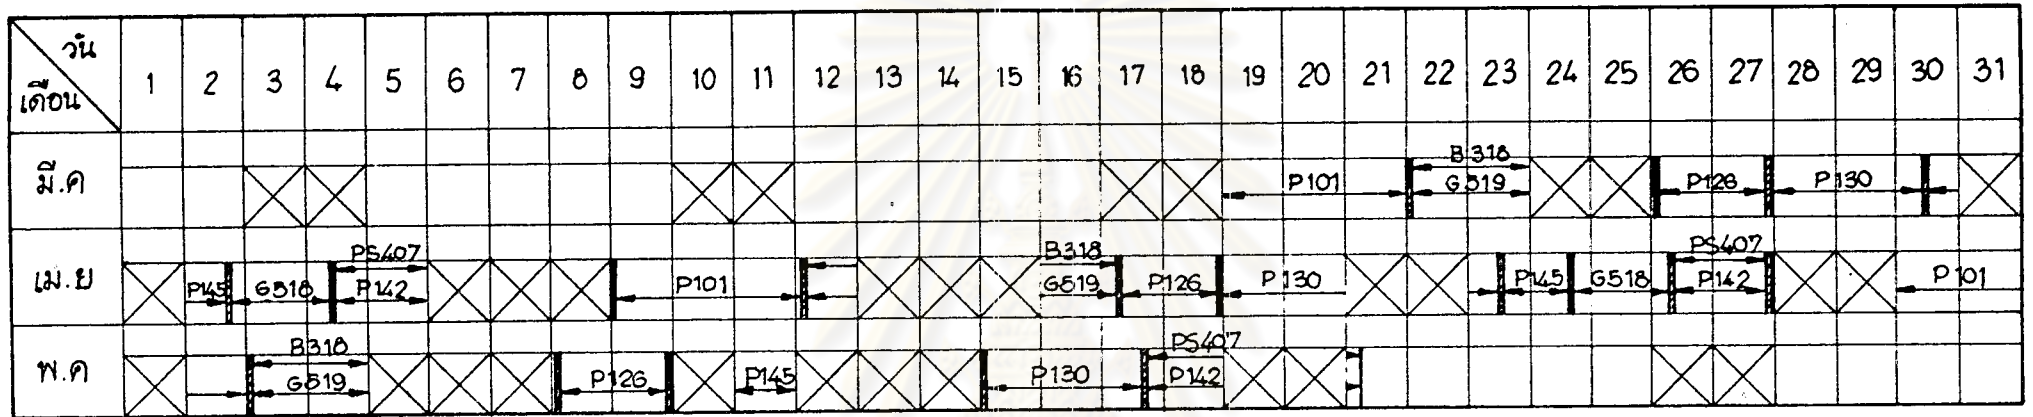 วัน
เดือน 1 2 3 4 5 6 7 8 9 10 11 12 13 14 15 16 17 18 19 20 21 22 23 24 25 26 27 28 29 30 31
B318
มี.ค P101 G519 P126 P130
PS407 B318 PS407
เม.ย P145 G518 P142 P101 G519 P126 P130 P145 G518 P142 P101
B318 PS407
พ.ค G519 P126 P145 P130 P142